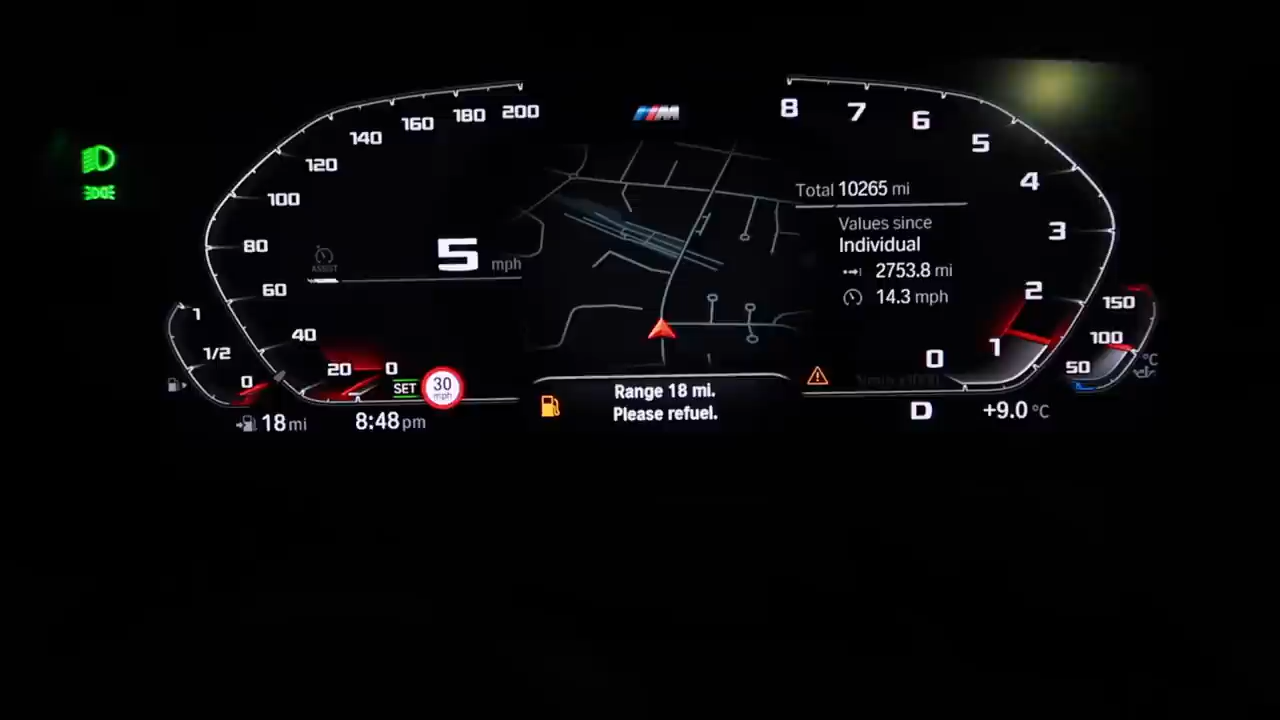 200
180
160
140
120
100
80
60
40
20
0
5 mph
ASSIST
1
1/2
0
18 mi
8:48 pm
SET
30
mph
M
Range 18 mi.
Please refuel.
Total 10265 mi
Values since
Individual
2753.8 mi
14.3 mph
8
7
6
5
4
3
2
1
0
D
+9.0 °C
150
100
50
°C